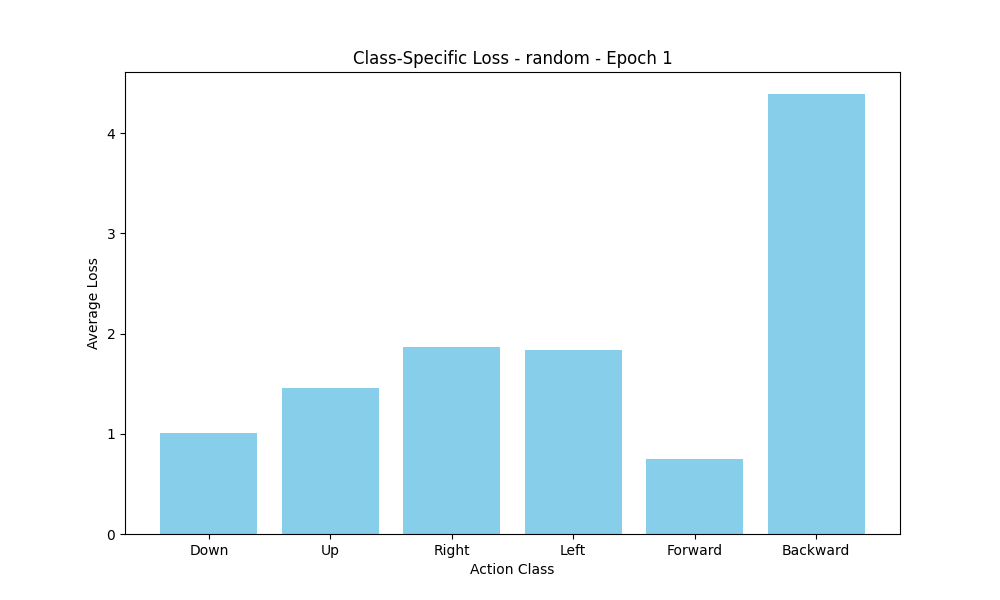 Class-Specific Loss - random - Epoch 1
Average Loss
4
3
2
1
0
Down Up Right Left Forward Backward
Action Class